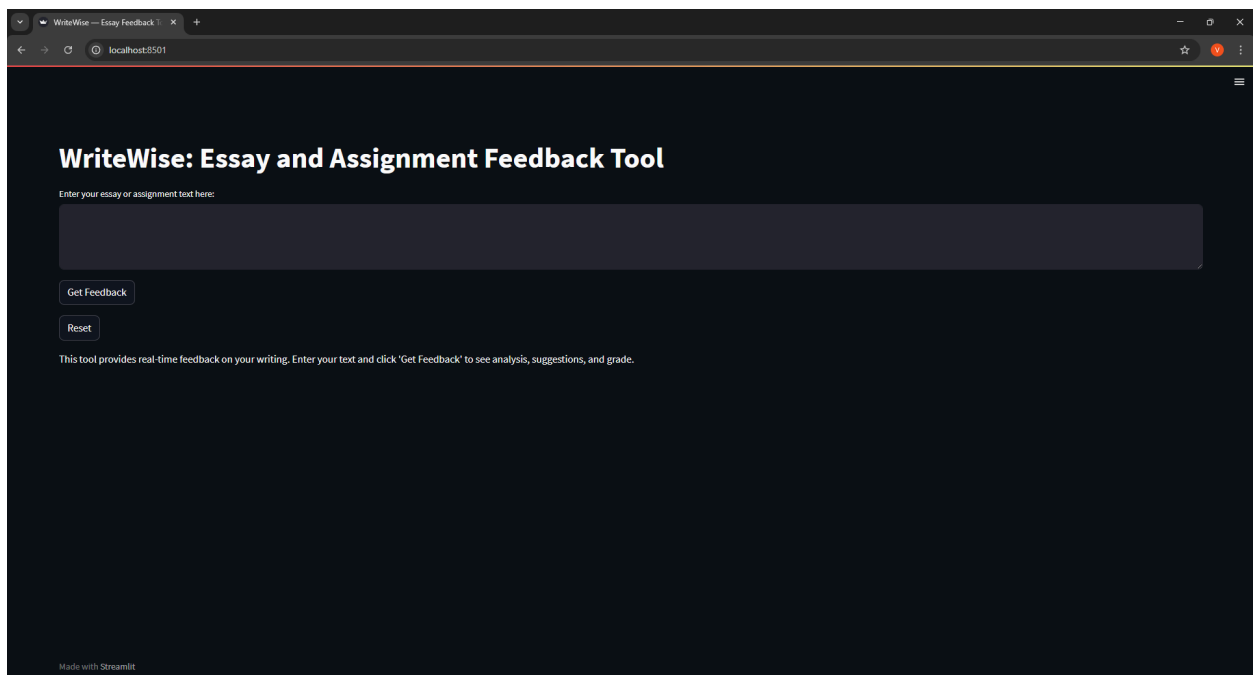 WriteWise — Essay Feedback T
localhost:8501
V
WriteWise: Essay and Assignment Feedback Tool
Enter your essay or assignment text here:
Get Feedback
Reset
This tool provides real-time feedback on your writing. Enter your text and click 'Get Feedback' to see analysis, suggestions, and grade.
Made with Streamlit